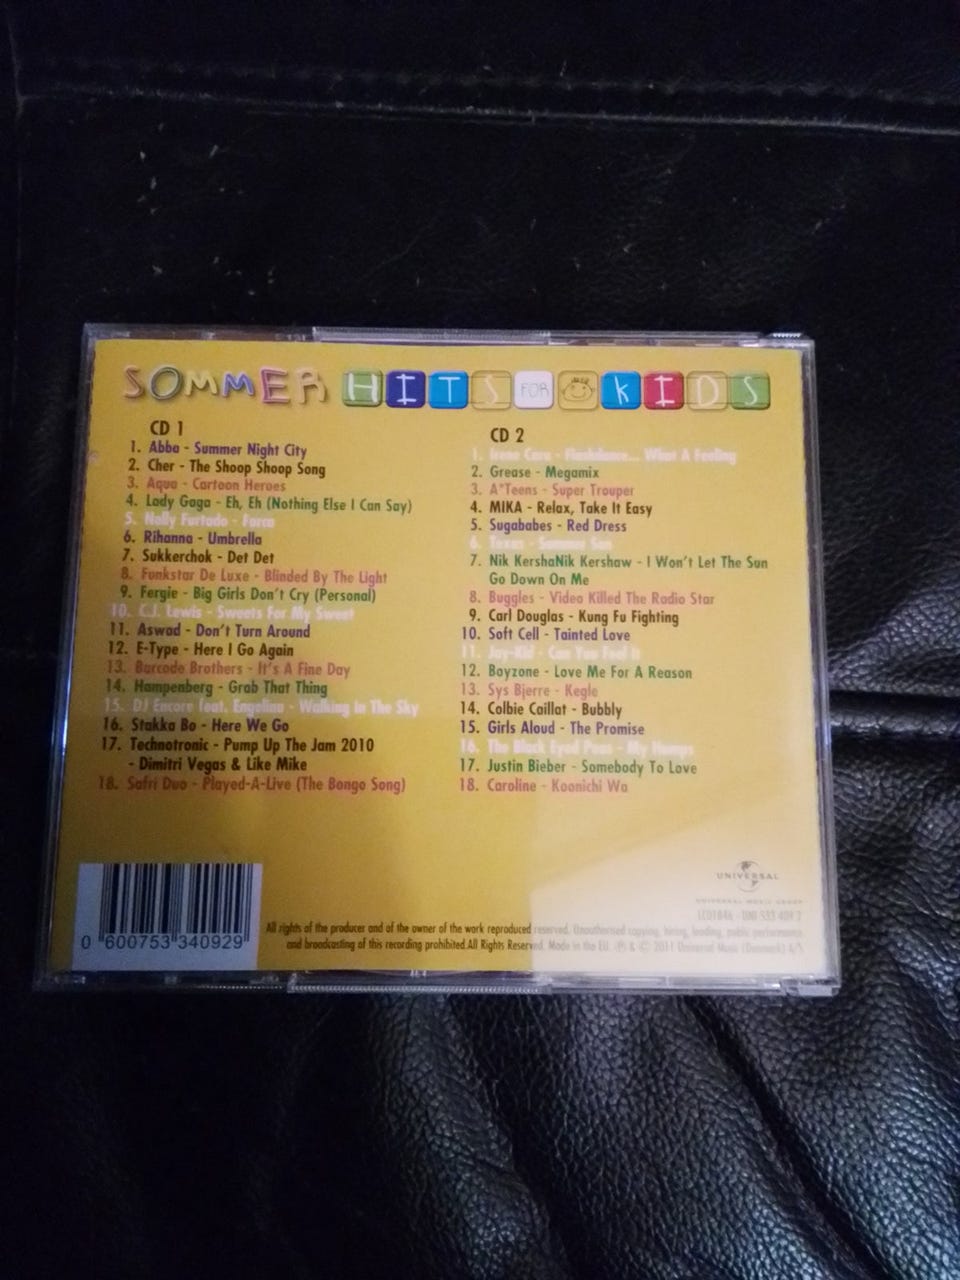 SOMMER HITS FOR KIDS
CD 1
1. Abba - Summer Night City
2. Cher - The Shoop Shoop Song
3. Aqua - Cartoon Heroes
4. Lady Gaga - Eh, Eh (Nothing Else I Can Say)
5. Nelly Furtado - Forca
6. Rihanna - Umbrella
7. Sukkerchok - Det Det
8. Funkstar De Luxe - Blinded By The Light
9. Fergie - Big Girls Don't Cry (Personal)
10. C.J. Lewis - Sweets For My Sweet
11. Aswad - Don't Turn Around
12. E-Type - Here I Go Again
13. Barcode Brothers - It's A Fine Day
14. Hampenberg - Grab That Thing
15. DJ Encore feat. Engelina - Walking In The Sky
16. Stakka Bo - Here We Go
17. Technotronic - Pump Up The Jam 2010
- Dimitri Vegas & Like Mike
18. Safri Duo - Played-A-Live (The Bongo Song)
CD 2
1. Irene Cara - Flashdance... What A Feeling
2. Grease - Megamix
3. A*Teens - Super Trouper
4. MIKA - Relax, Take It Easy
5. Sugababes - Red Dress
6. Texas - Summer Son
7. Nik KershaNik Kershaw - I Won't Let The Sun
Go Down On Me
8. Buggles - Video Killed The Radio Star
9. Carl Douglas - Kung Fu Fighting
10. Soft Cell - Tainted Love
11. Jay-Kid - Can You Feel It
12. Boyzone - Love Me For A Reason
13. Sys Bjerre - Kegle
14. Colbie Caillat - Bubbly
15. Girls Aloud - The Promise
16. The Black Eyed Peas - My Humps
17. Justin Bieber - Somebody To Love
18. Caroline - Koonichi Wa
UNIVERSAL
UNIVERSAL MUSIC GROUP
0 600753 340929
All rights of the producer and of the owner of the work reproduced reserved. Unauthorised copying, hiring, lending, public performance
and broadcasting of this recording prohibited.All Rights Reserved. Made in the EU. ℗ & © 2011 Universal Music (Denmark) A/S